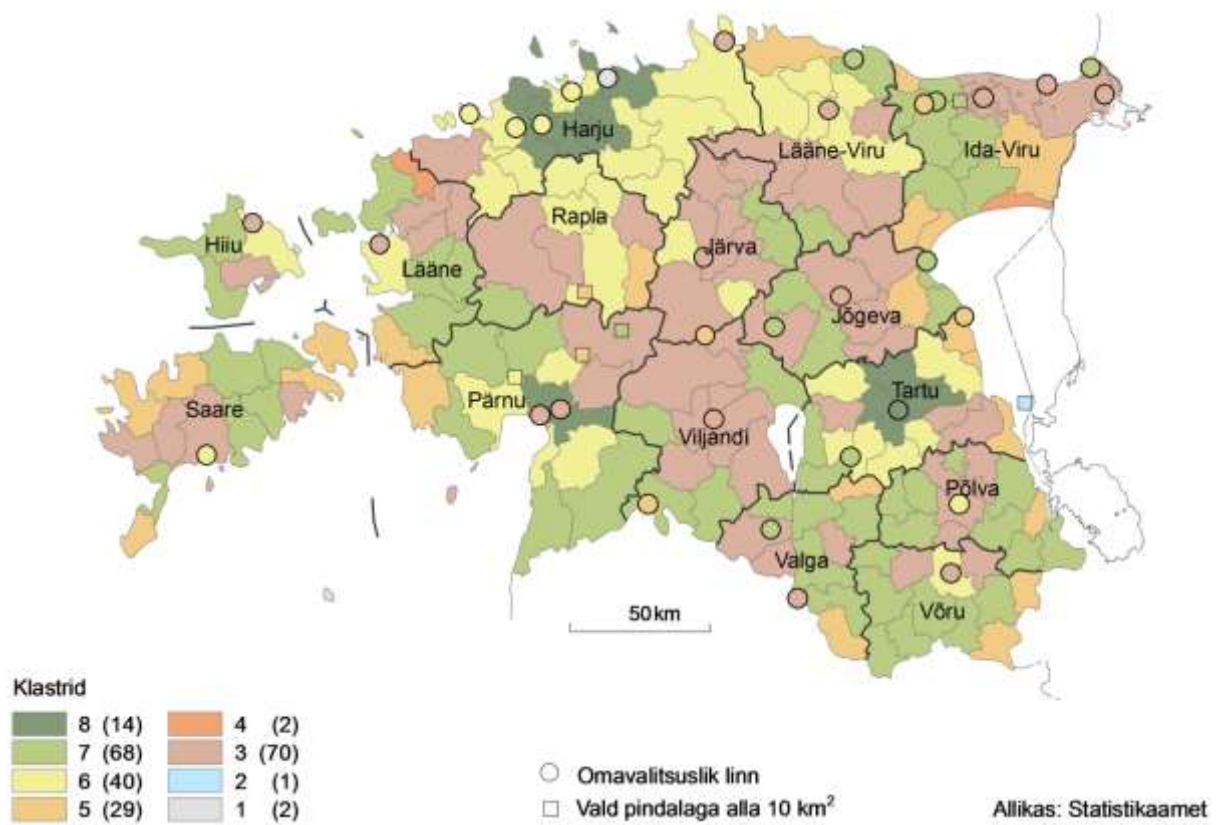 Harju
Lääne-Viru
Ida-Viru
Rapla
Hiiu
Järva
Lääne
Jõgeva
Tartu
Saare
Pärnu
Viljandi
Põlva
Valga
Võru
50 km
Klastrid
8 (14)
7 (68)
6 (40)
5 (29)
4 (2)
3 (70)
2 (1)
1 (2)
Omavalitsuslik linn
Vald pindalaga alla 10 km²
Allikas: Statistikaamet